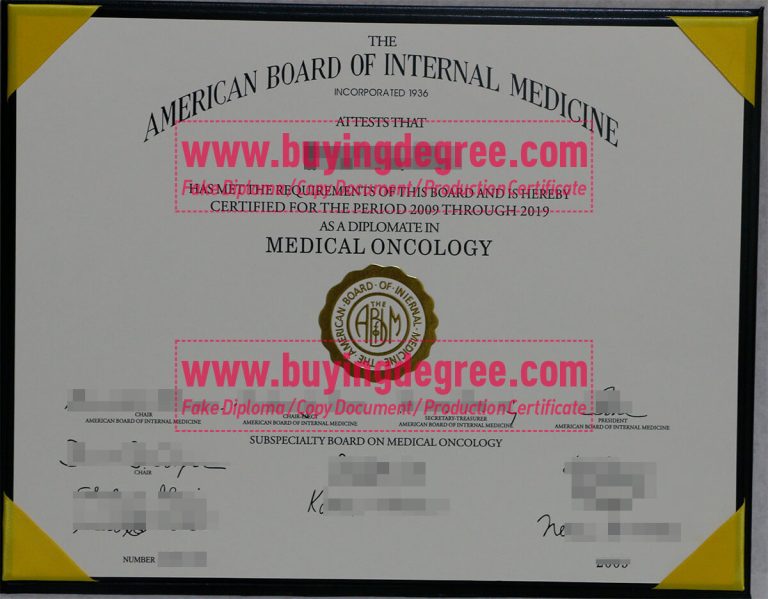 THE
AMERICAN BOARD OF INTERNAL MEDICINE
INCORPORATED 1936
ATTESTS THAT
www.buyingdegree.com
HAS MET THE REQUIREMENTS OF THIS BOARD AND IS HEREBY
Fake Diploma/Copy Document/Production Certificate
CERTIFIED FOR THE PERIOD 2009 THROUGH 2019
AS A DIPLOMATE IN
MEDICAL ONCOLOGY
THE AMERICAN·BOARD·OF·INTERNAL·MEDICINE
THE
ABIM
www.buyingdegree.com
Fake Diploma/Copy Document/Production Certificate
CHAIR CHAIR-ELECT SECRETARY-TREASURER PRESIDENT
AMERICAN BOARD OF INTERNAL MEDICINE AMERICAN BOARD OF INTERNAL MEDICINE AMERICAN BOARD OF INTERNAL MEDICINE AMERICAN BOARD OF INTERNAL MEDICINE
SUBSPECIALTY BOARD ON MEDICAL ONCOLOGY
CHAIR
NUMBER
2009